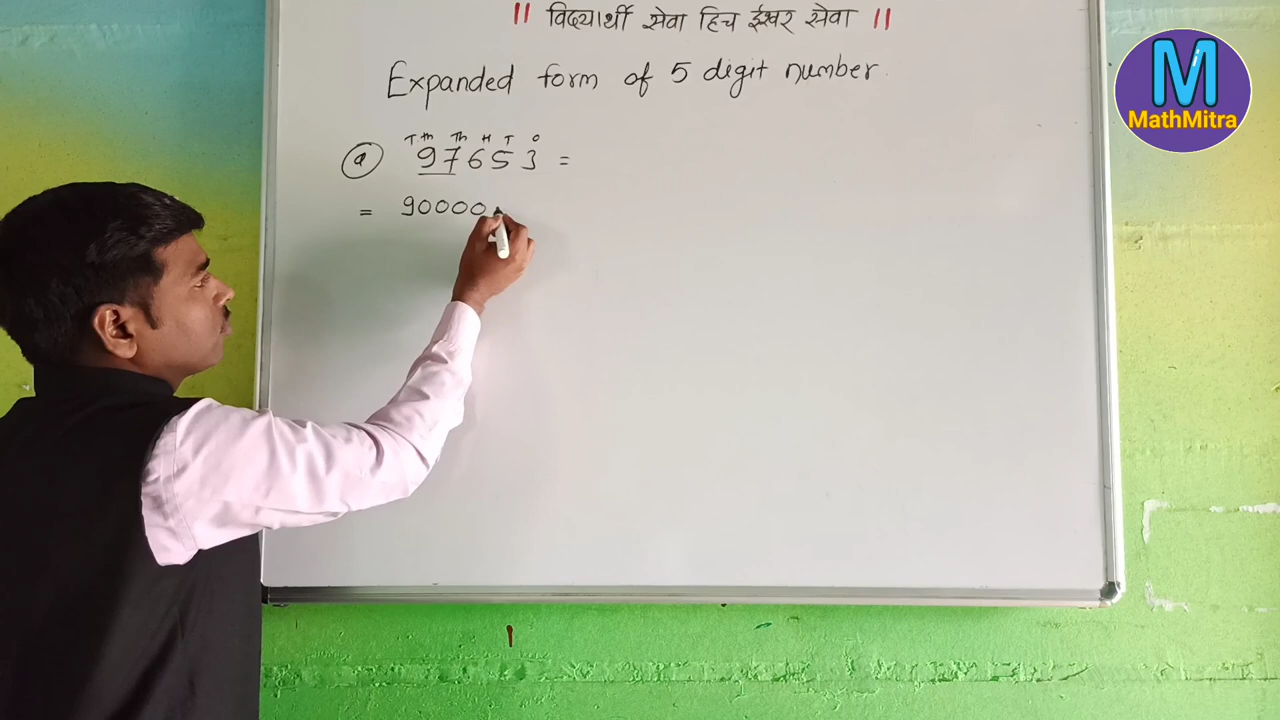 ॥ विद्यार्थी सेवा हिच ईश्वर सेवा ॥
Expanded form of 5 digit number
T.th Th H T O
(a) 97653 =
= 90000
M
MathMitra